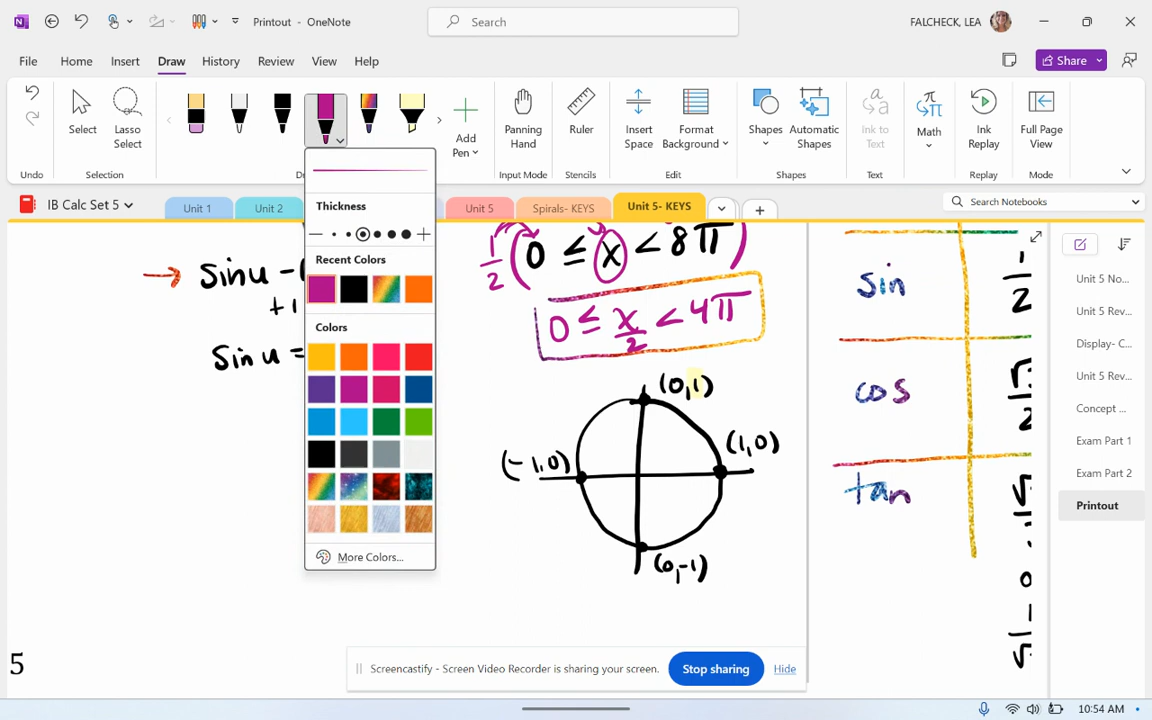 Printout - OneNote
Search
FALCHECK, LEA
File Home Insert Draw History Review View Help
Share
Select
Lasso Select
Add Pen
Panning Hand
Ruler
Insert Space
Format Background
Shapes
Automatic Shapes
Ink to Text
Math
Ink Replay
Full Page View
Undo
Selection
Input Mode
Stencils
Edit
Shapes
Text
Replay
Mode
IB Calc Set 5
Unit 1
Unit 2
Unit 5
Spirals- KEYS
Unit 5- KEYS
Search Notebooks
Thickness
Recent Colors
Colors
More Colors...
→ sin u -
+1
sin u =
1/2 (0 ≤ x < 8π)
0 ≤ x/2 < 4π
(0,1)
(-1,0)
(1,0)
(0,-1)
sin
1/2
cos
tan
5
Unit 5 No...
Unit 5 Rev...
Display- C...
Unit 5 Rev...
Concept ...
Exam Part 1
Exam Part 2
Printout
Screencastify - Screen Video Recorder is sharing your screen.
Stop sharing
Hide
10:54 AM